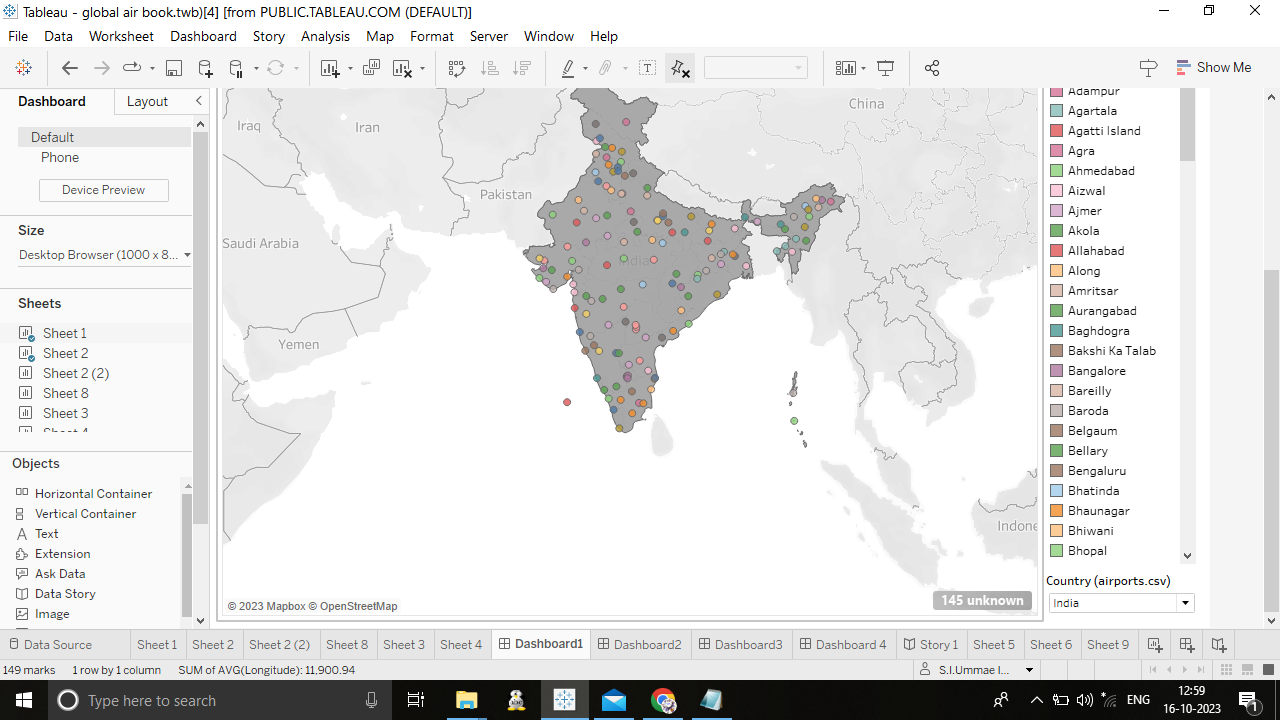 Tableau - global air book.twb)[4] [from PUBLIC.TABLEAU.COM (DEFAULT)]
File Data Worksheet Dashboard Story Analysis Map Format Server Window Help
Show Me
Dashboard Layout
Default
Phone
Device Preview
Size
Desktop Browser (1000 x 8...
Sheets
Sheet 1
Sheet 2
Sheet 2 (2)
Sheet 8
Sheet 3
Sheet 4
Objects
Horizontal Container
Vertical Container
Text
Extension
Ask Data
Data Story
Image
Iraq
Iran
China
Pakistan
Saudi Arabia
India
Yemen
Indone
© 2023 Mapbox © OpenStreetMap
145 unknown
Adampur
Agartala
Agatti Island
Agra
Ahmedabad
Aizwal
Ajmer
Akola
Allahabad
Along
Amritsar
Aurangabad
Baghdogra
Bakshi Ka Talab
Bangalore
Bareilly
Baroda
Belgaum
Bellary
Bengaluru
Bhatinda
Bhaunagar
Bhiwani
Bhopal
Country (airports.csv)
India
Data Source Sheet 1 Sheet 2 Sheet 2 (2) Sheet 8 Sheet 3 Sheet 4 Dashboard1 Dashboard2 Dashboard3 Dashboard 4 Story 1 Sheet 5 Sheet 6 Sheet 9
149 marks 1 row by 1 column SUM of AVG(Longitude): 11,900.94 S.I.Ummae I...
Type here to search
ENG
12:59
16-10-2023
1